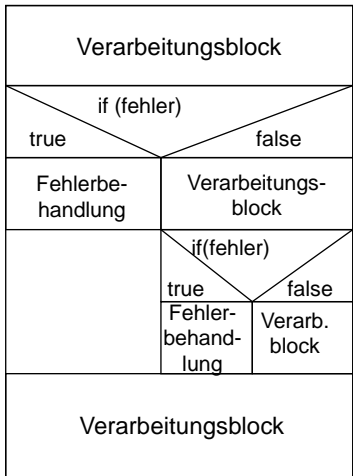 Verarbeitungsblock
if (fehler)
true
false
Fehlerbe-
handlung
Verarbeitungs-
block
if(fehler)
true
false
Fehler-
behand-
lung
Verarb.
block
Verarbeitungsblock